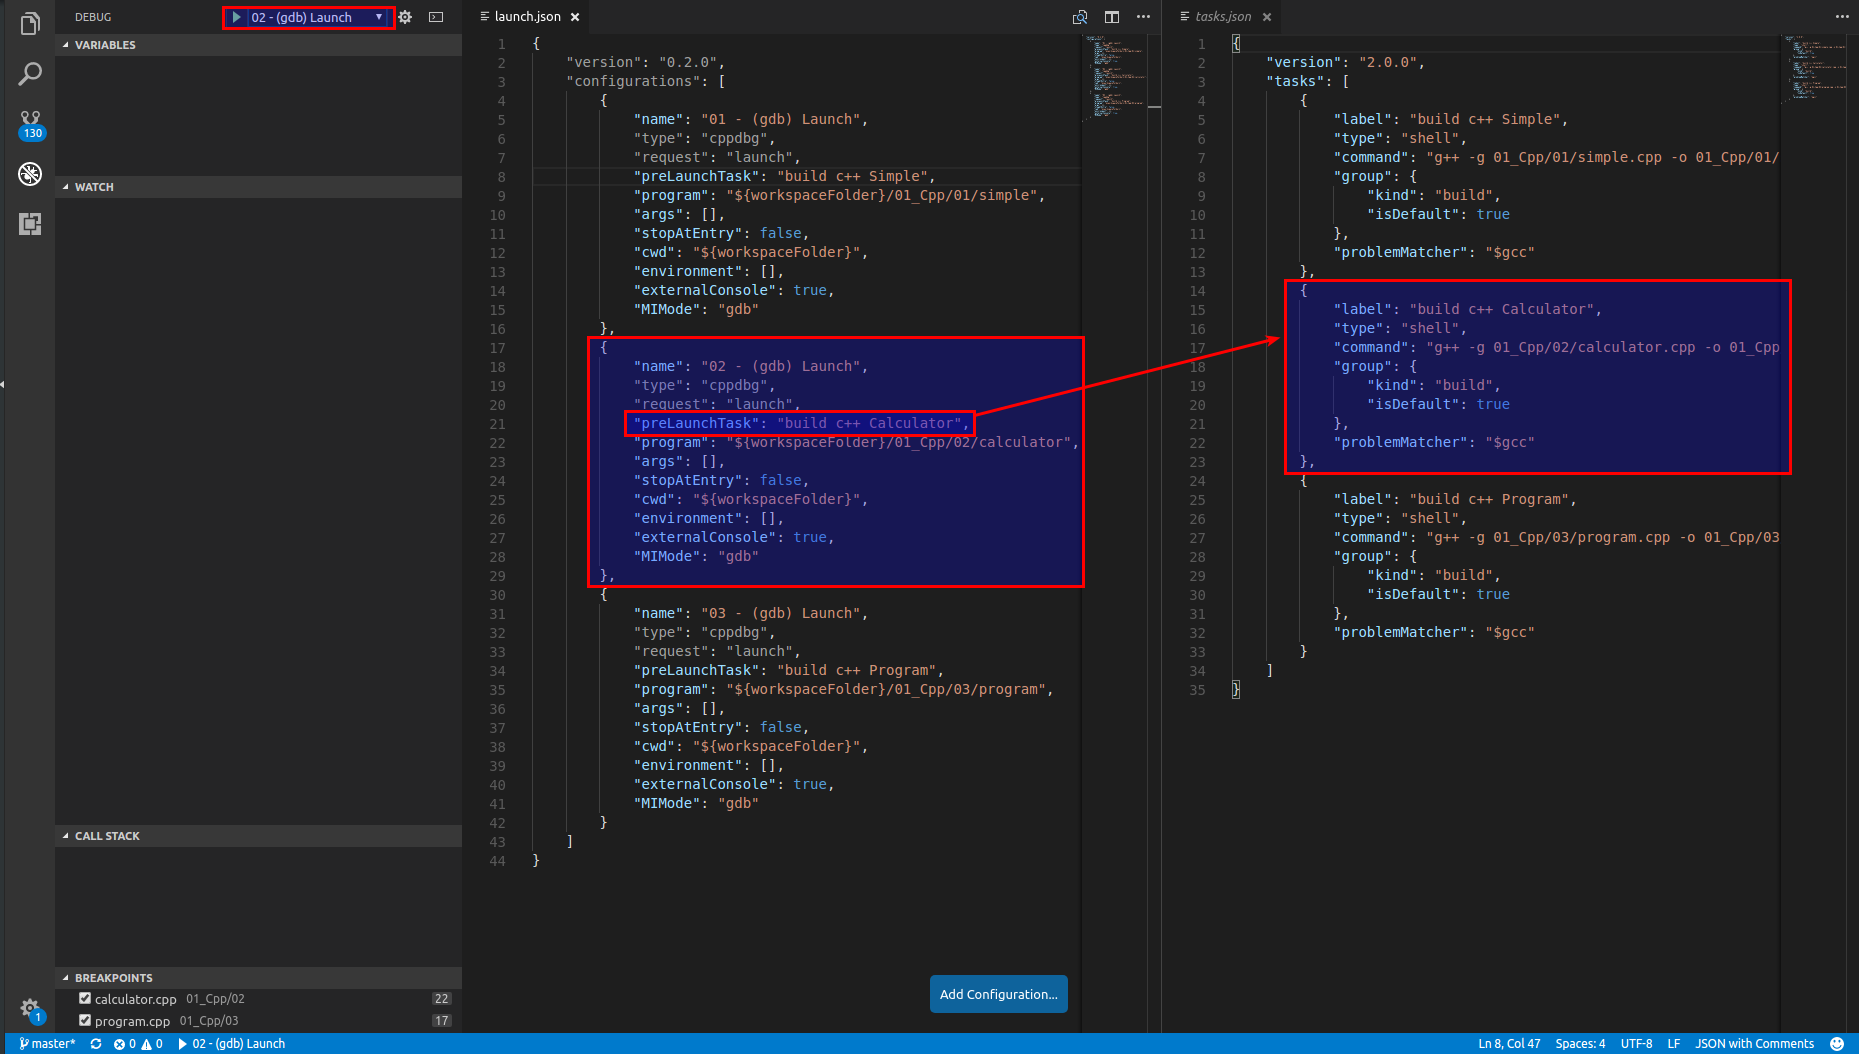 DEBUG
02 - (gdb) Launch
VARIABLES
WATCH
CALL STACK
BREAKPOINTS
calculator.cpp 01_Cpp/02 22
program.cpp 01_Cpp/03 17
130
1
launch.json
1 {
2 "version": "0.2.0",
3 "configurations": [
4 {
5 "name": "01 - (gdb) Launch",
6 "type": "cppdbg",
7 "request": "launch",
8 "preLaunchTask": "build c++ Simple",
9 "program": "${workspaceFolder}/01_Cpp/01/simple",
10 "args": [],
11 "stopAtEntry": false,
12 "cwd": "${workspaceFolder}",
13 "environment": [],
14 "externalConsole": true,
15 "MIMode": "gdb"
16 },
17 {
18 "name": "02 - (gdb) Launch",
19 "type": "cppdbg",
20 "request": "launch",
21 "preLaunchTask": "build c++ Calculator",
22 "program": "${workspaceFolder}/01_Cpp/02/calculator",
23 "args": [],
24 "stopAtEntry": false,
25 "cwd": "${workspaceFolder}",
26 "environment": [],
27 "externalConsole": true,
28 "MIMode": "gdb"
29 },
30 {
31 "name": "03 - (gdb) Launch",
32 "type": "cppdbg",
33 "request": "launch",
34 "preLaunchTask": "build c++ Program",
35 "program": "${workspaceFolder}/01_Cpp/03/program",
36 "args": [],
37 "stopAtEntry": false,
38 "cwd": "${workspaceFolder}",
39 "environment": [],
40 "externalConsole": true,
41 "MIMode": "gdb"
42 }
43 ]
44 }
Add Configuration...
tasks.json
1 {
2 "version": "2.0.0",
3 "tasks": [
4 {
5 "label": "build c++ Simple",
6 "type": "shell",
7 "command": "g++ -g 01_Cpp/01/simple.cpp -o 01_Cpp/01/
8 "group": {
9 "kind": "build",
10 "isDefault": true
11 },
12 "problemMatcher": "$gcc"
13 },
14 {
15 "label": "build c++ Calculator",
16 "type": "shell",
17 "command": "g++ -g 01_Cpp/02/calculator.cpp -o 01_Cpp
18 "group": {
19 "kind": "build",
20 "isDefault": true
21 },
22 "problemMatcher": "$gcc"
23 },
24 {
25 "label": "build c++ Program",
26 "type": "shell",
27 "command": "g++ -g 01_Cpp/03/program.cpp -o 01_Cpp/03
28 "group": {
29 "kind": "build",
30 "isDefault": true
31 },
32 "problemMatcher": "$gcc"
33 }
34 ]
35 }
master* 0 0 02 - (gdb) Launch Ln 8, Col 47 Spaces: 4 UTF-8 LF JSON with Comments